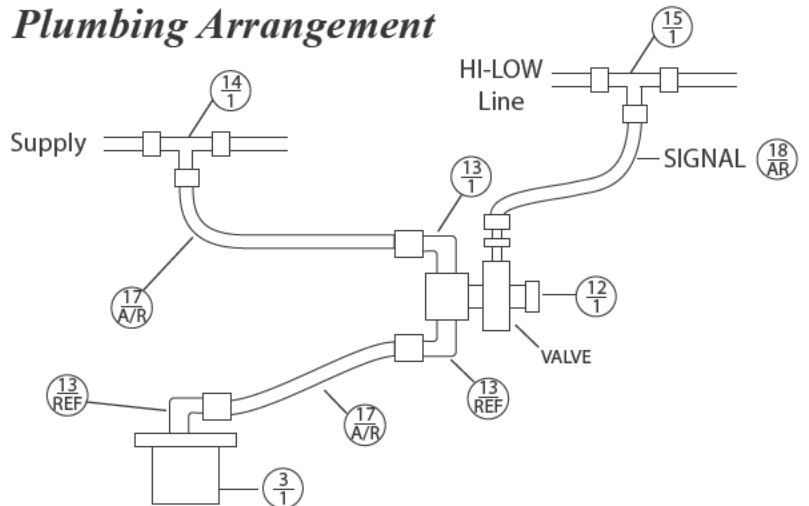 Plumbing Arrangement
15
1
HI-LOW
Line
14
1
Supply
SIGNAL
18
AR
13
1
17
A/R
12
1
VALVE
13
REF
13
REF
17
A/R
3
1